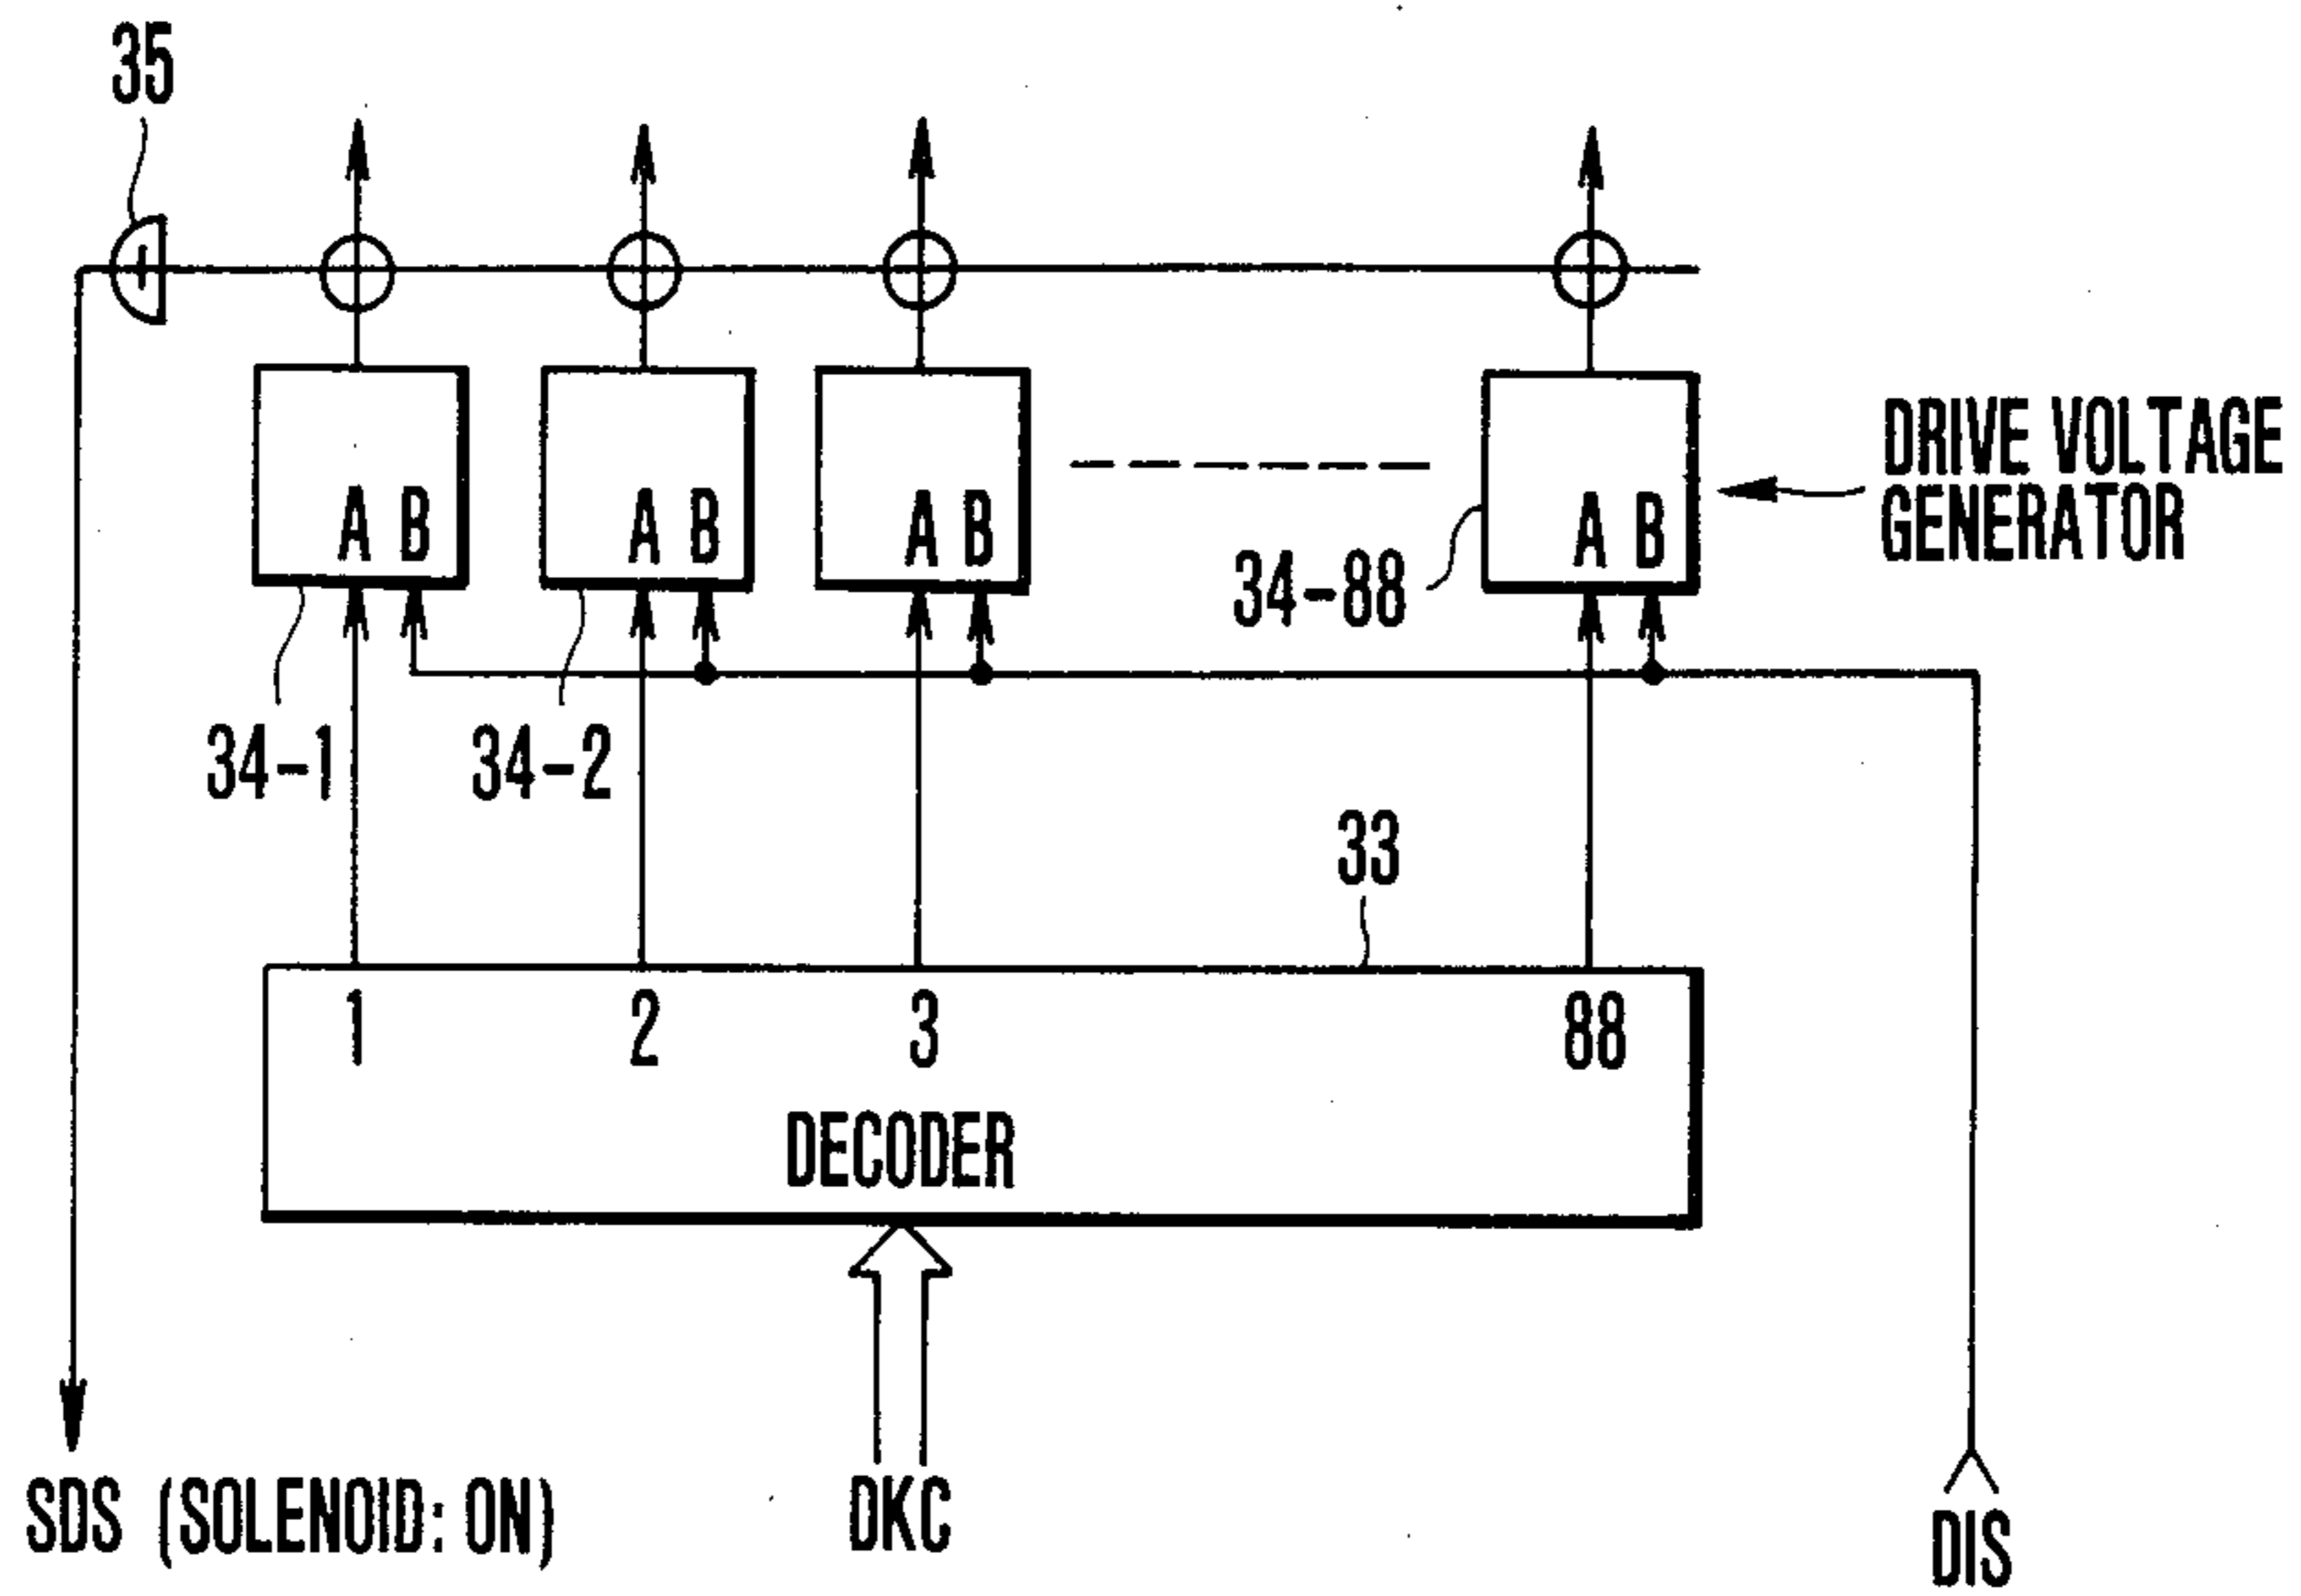 35
A B
A B
A B
A B
DRIVE VOLTAGE
GENERATOR
34-88
34-1
34-2
33
1 2 3 88
DECODER
SDS (SOLENOID: ON)
DKC
DIS